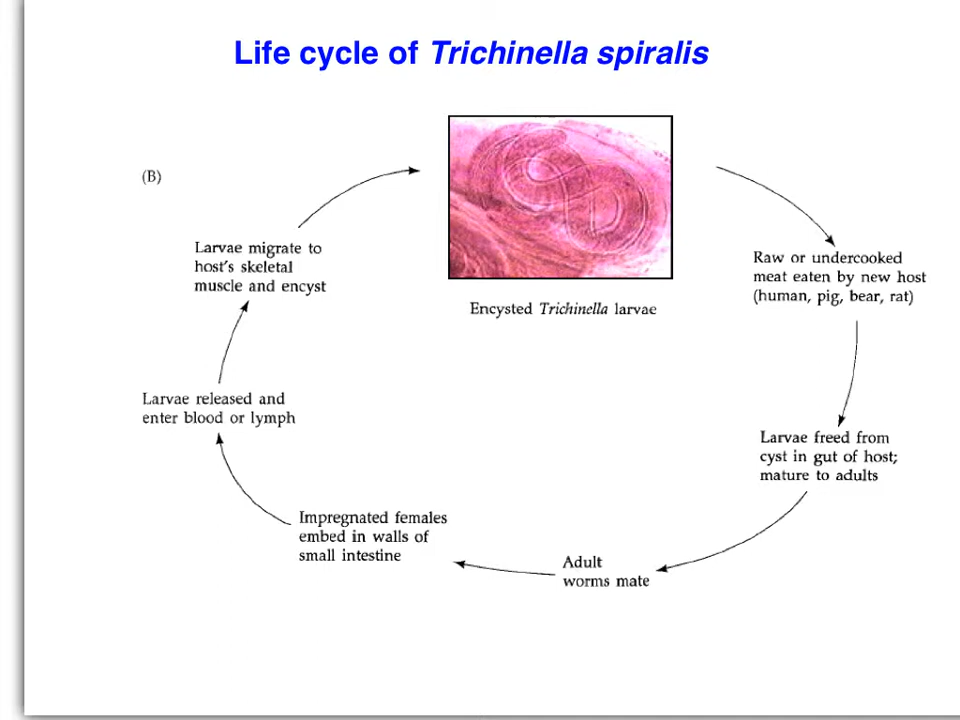 Life cycle of Trichinella spiralis
(B)
Encysted Trichinella larvae
Raw or undercooked
meat eaten by new host
(human, pig, bear, rat)
Larvae freed from
cyst in gut of host;
mature to adults
Adult
worms mate
Impregnated females
embed in walls of
small intestine
Larvae released and
enter blood or lymph
Larvae migrate to
host's skeletal
muscle and encyst